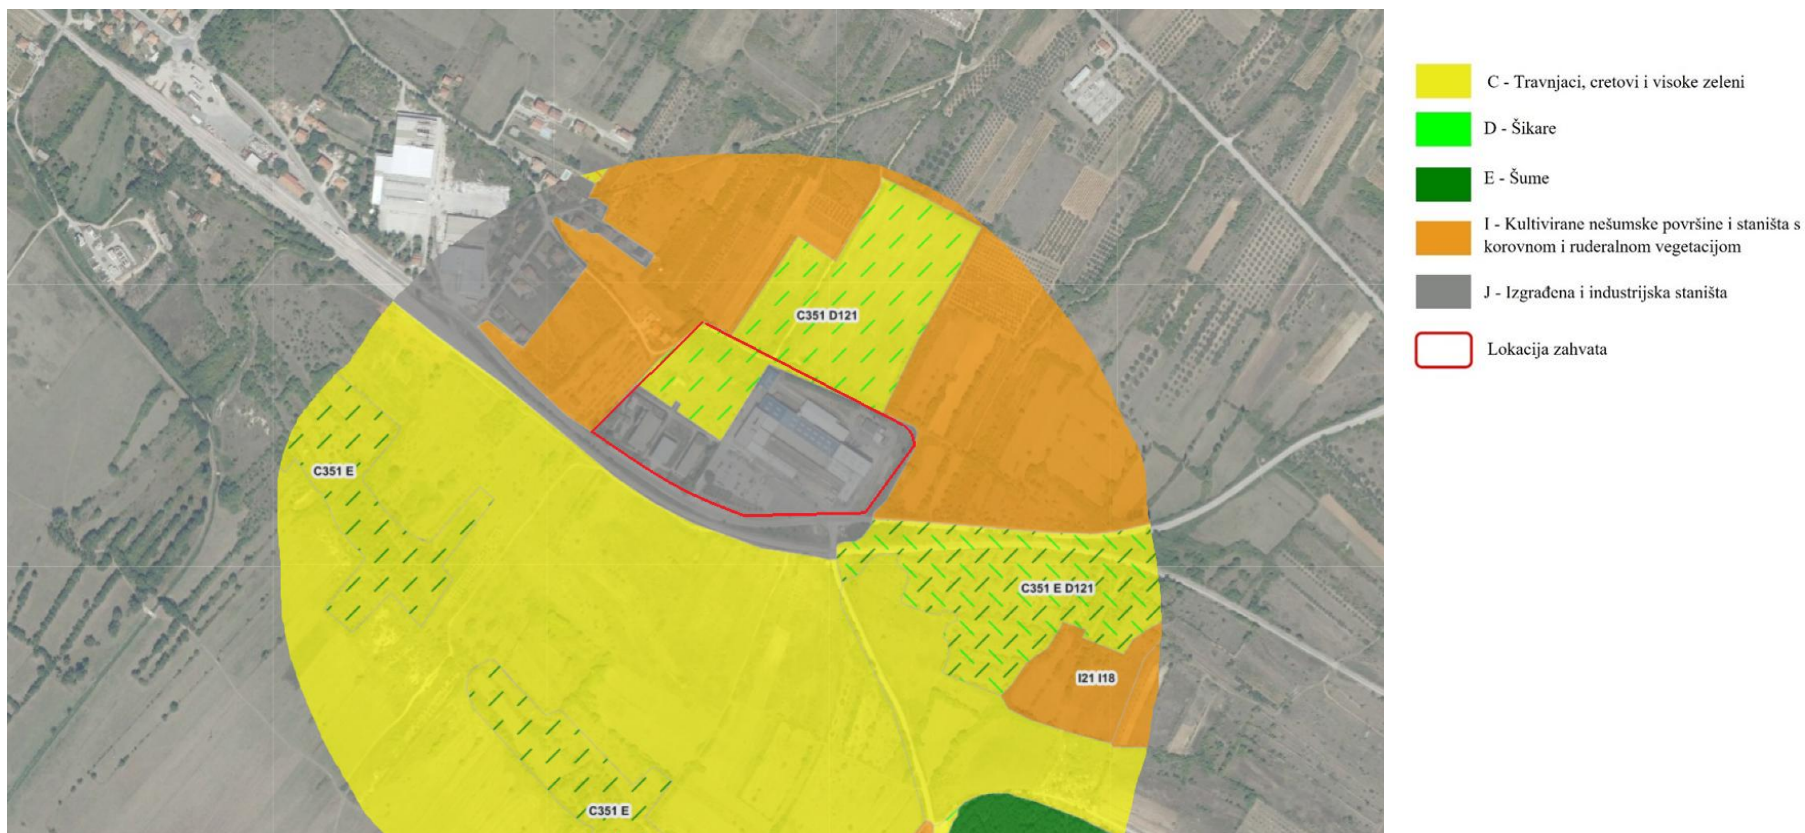 C - Travnjaci, cretovi i visoke zeleni
D - Šikare
E - Šume
I - Kultivirane nešumske površine i staništa s
korovnom i ruderalnom vegetacijom
J - Izgrađena i industrijska staništa
Lokacija zahvata
C351 D121
C351 E
C351 E D121
I21 I18
C351 E